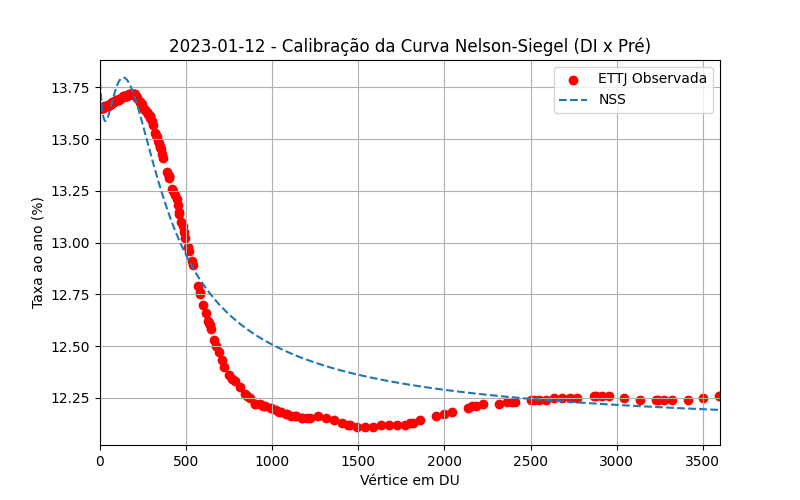 2023-01-12 - Calibração da Curva Nelson-Siegel (DI x Pré)
ETTJ Observada
NSS
Taxa ao ano (%)
13.75
13.50
13.25
13.00
12.75
12.50
12.25
0 500 1000 1500 2000 2500 3000 3500
Vértice em DU